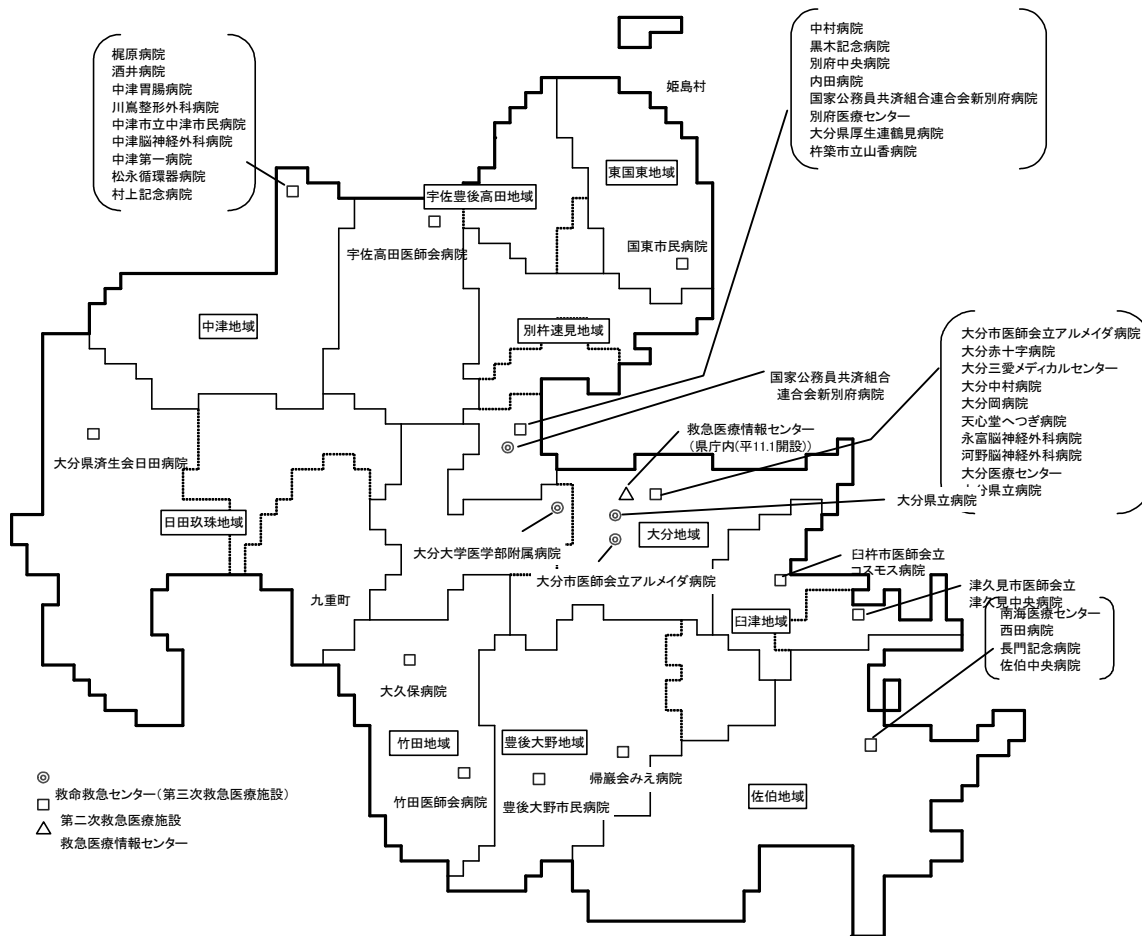 梶原病院
酒井病院
中津胃腸病院
川嶌整形外科病院
中津市立中津市民病院
中津脳神経外科病院
中津第一病院
松永循環器病院
村上記念病院
中村病院
黒木記念病院
別府中央病院
内田病院
国家公務員共済組合連合会新別府病院
別府医療センター
大分県厚生連鶴見病院
杵築市立山香病院
姫島村
東国東地域
宇佐豊後高田地域
宇佐高田医師会病院
国東市民病院
中津地域
別杵速見地域
国家公務員共済組合
連合会新別府病院
大分市医師会立アルメイダ病院
大分赤十字病院
大分三愛メディカルセンター
大分中村病院
大分岡病院
天心堂へつぎ病院
永富脳神経外科病院
河野脳神経外科病院
大分医療センター
大分県立病院
救急医療情報センター
(県庁内(平11.1開設))
大分県済生会日田病院
大分県立病院
日田玖珠地域
大分地域
大分大学医学部附属病院
大分市医師会立アルメイダ病院
臼杵市医師会立
コスモス病院
津久見市医師会立
津久見中央病院
九重町
臼津地域
南海医療センター
西田病院
長門記念病院
佐伯中央病院
大久保病院
竹田地域
豊後大野地域
帰巖会みえ病院
竹田医師会病院
豊後大野市民病院
佐伯地域
◎
救命救急センター(第三次救急医療施設)
□
第二次救急医療施設
△
救急医療情報センター